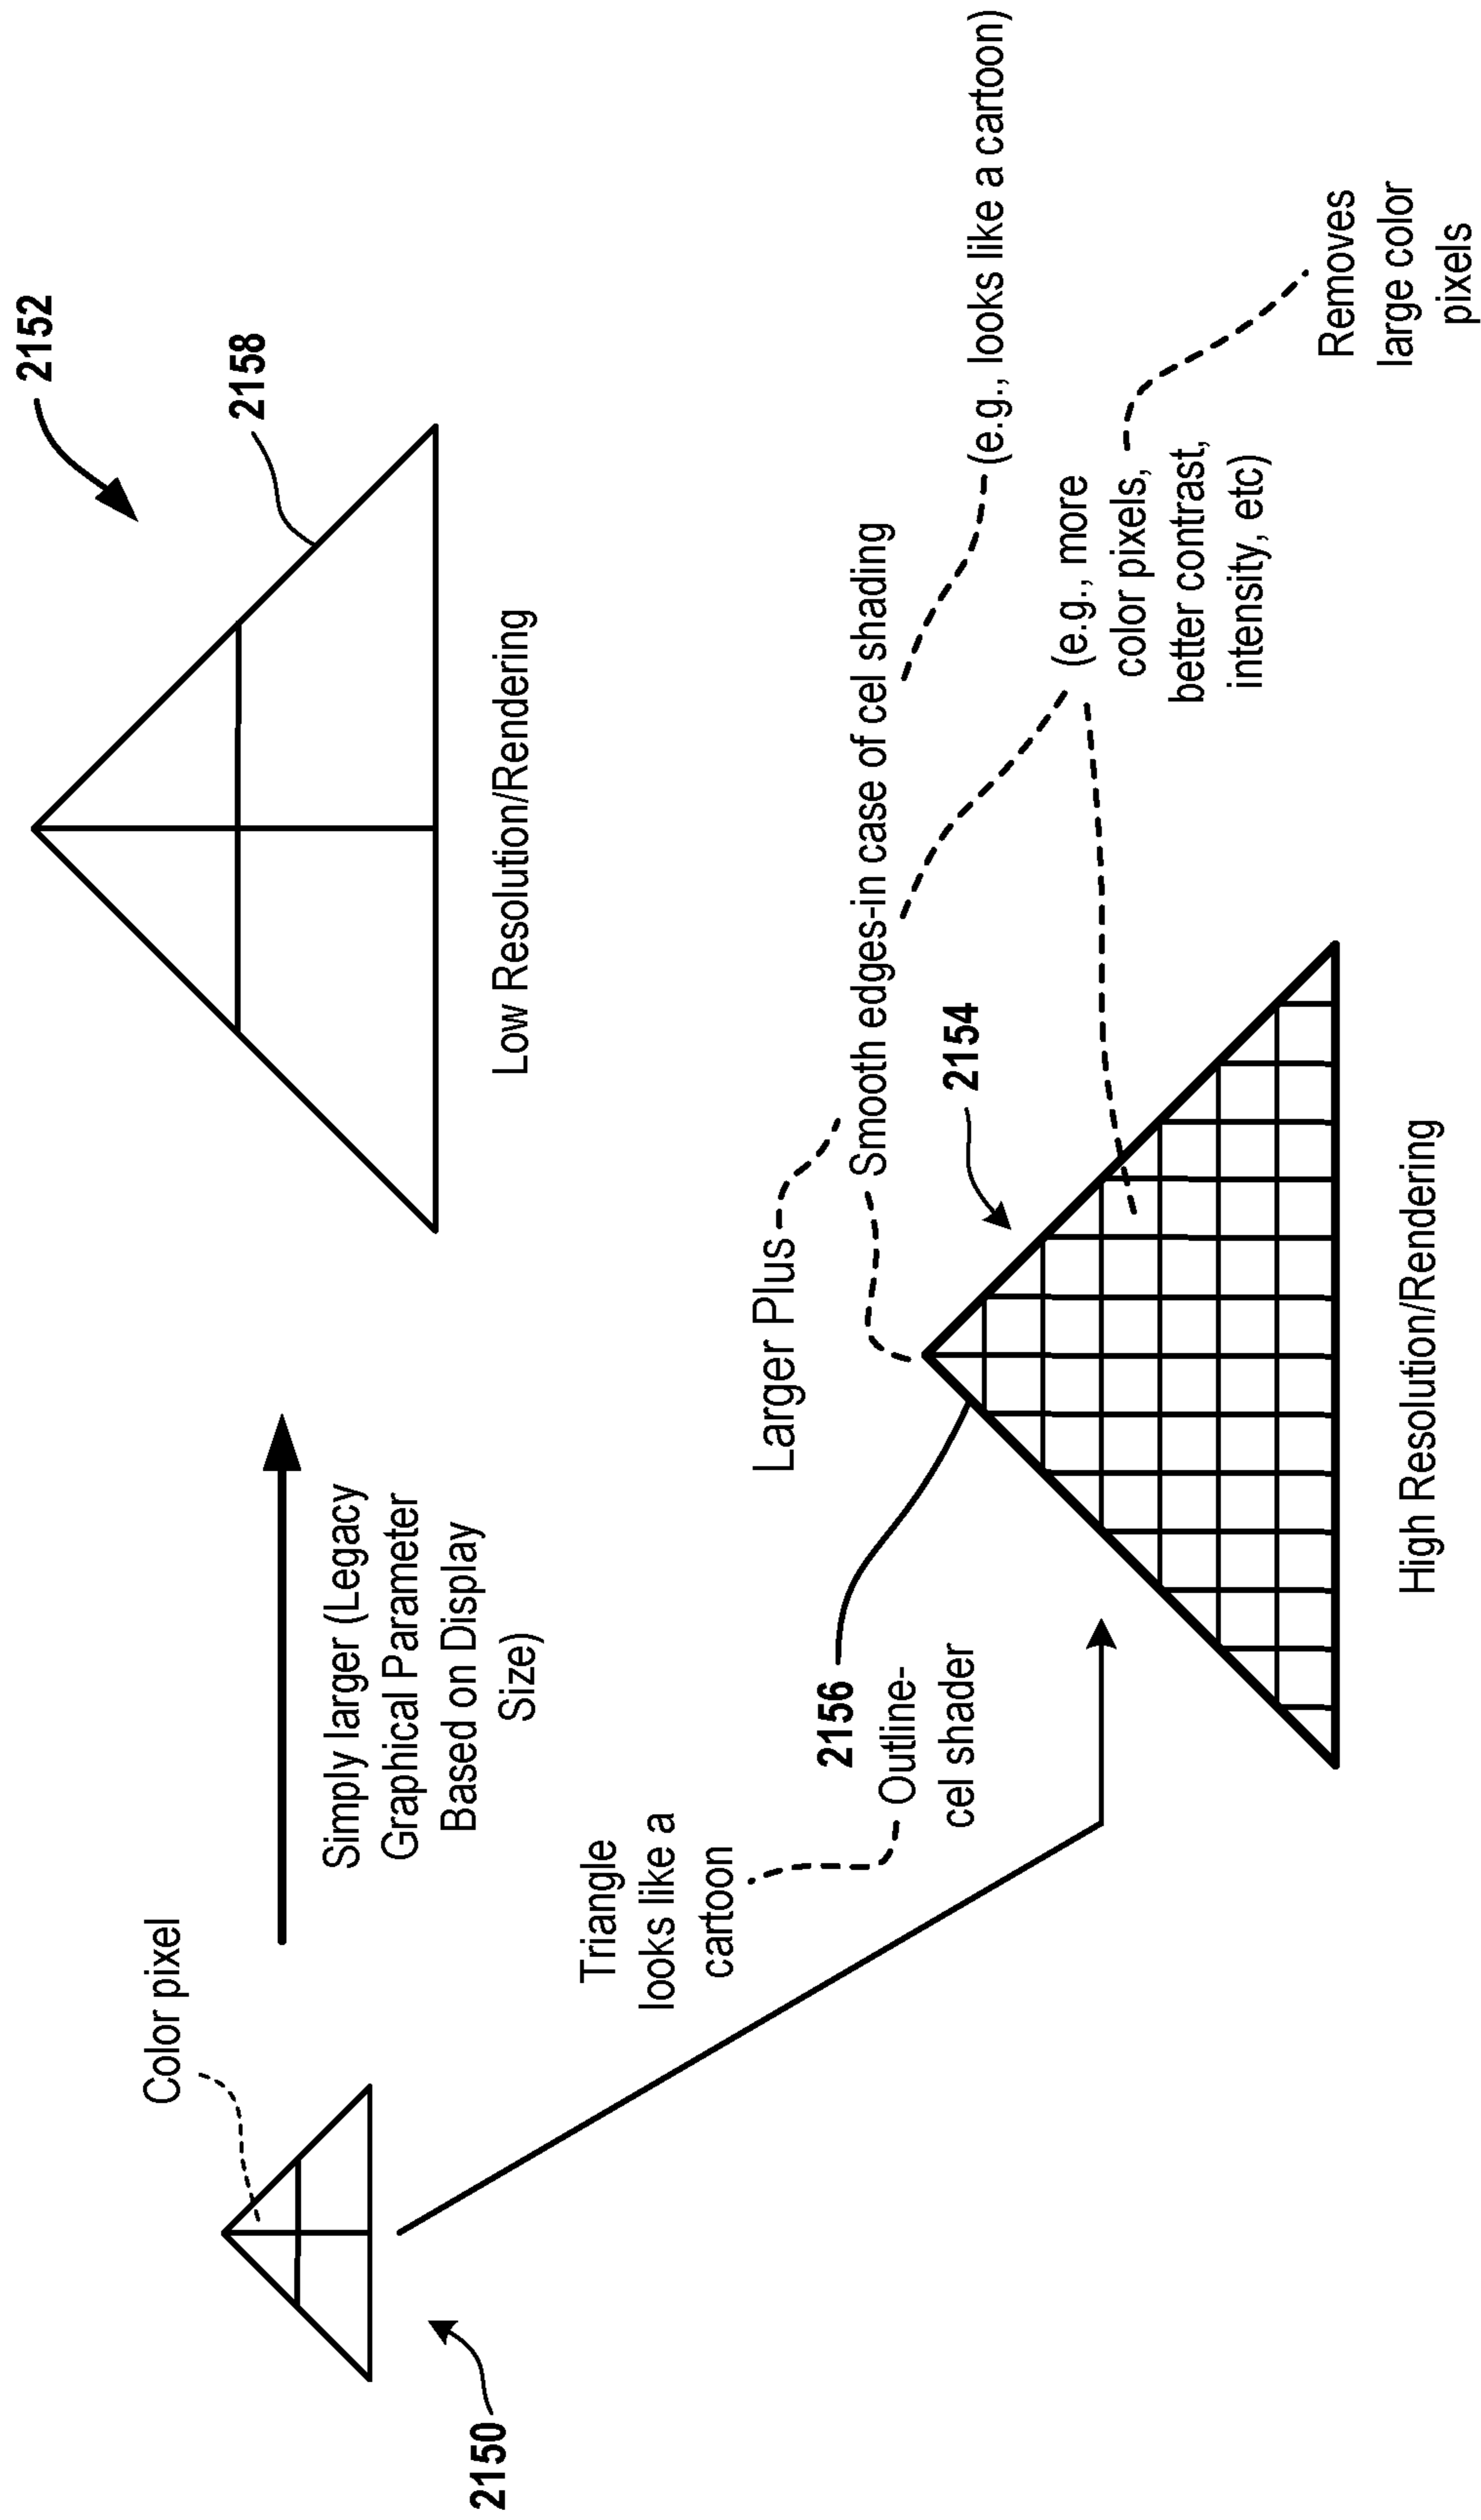 2150
Color pixel
Simply larger (Legacy
Graphical Parameter
Based on Display
Size)
2152
2158
Low Resolution/Rendering
Triangle
looks like a
cartoon
Outline-
cel shader
2156
Larger Plus
Smooth edges-in case of cel shading
(e.g., looks like a cartoon)
2154
(e.g., more
color pixels,
better contrast,
intensity, etc)
Removes
large color
pixels
High Resolution/Rendering